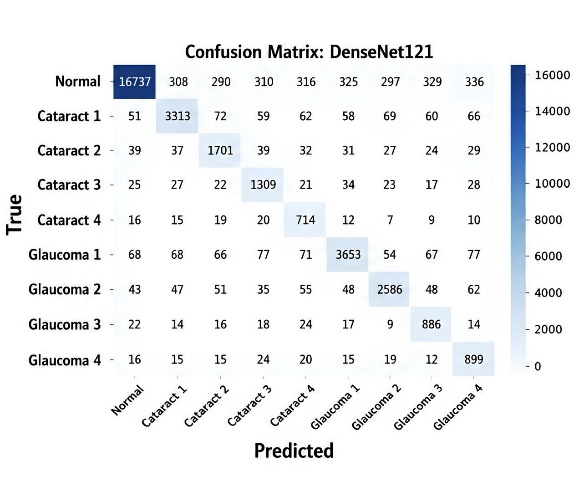 Confusion Matrix: DenseNet121
Normal 16737 308 290 310 316 325 297 329 336
Cataract 1 51 3313 72 59 62 58 69 60 66
Cataract 2 39 37 1701 39 32 31 27 24 29
Cataract 3 25 27 22 1309 21 34 23 17 28
Cataract 4 16 15 19 20 714 12 7 9 10
Glaucoma 1 68 68 66 77 71 3653 54 67 77
Glaucoma 2 43 47 51 35 55 48 2586 48 62
Glaucoma 3 22 14 16 18 24 17 9 886 14
Glaucoma 4 16 15 15 24 20 15 19 12 899
True
Normal Cataract 1 Cataract 2 Cataract 3 Cataract 4 Glaucoma 1 Glaucoma 2 Glaucoma 3 Glaucoma 4
Predicted
16000
14000
12000
10000
8000
6000
4000
2000
0